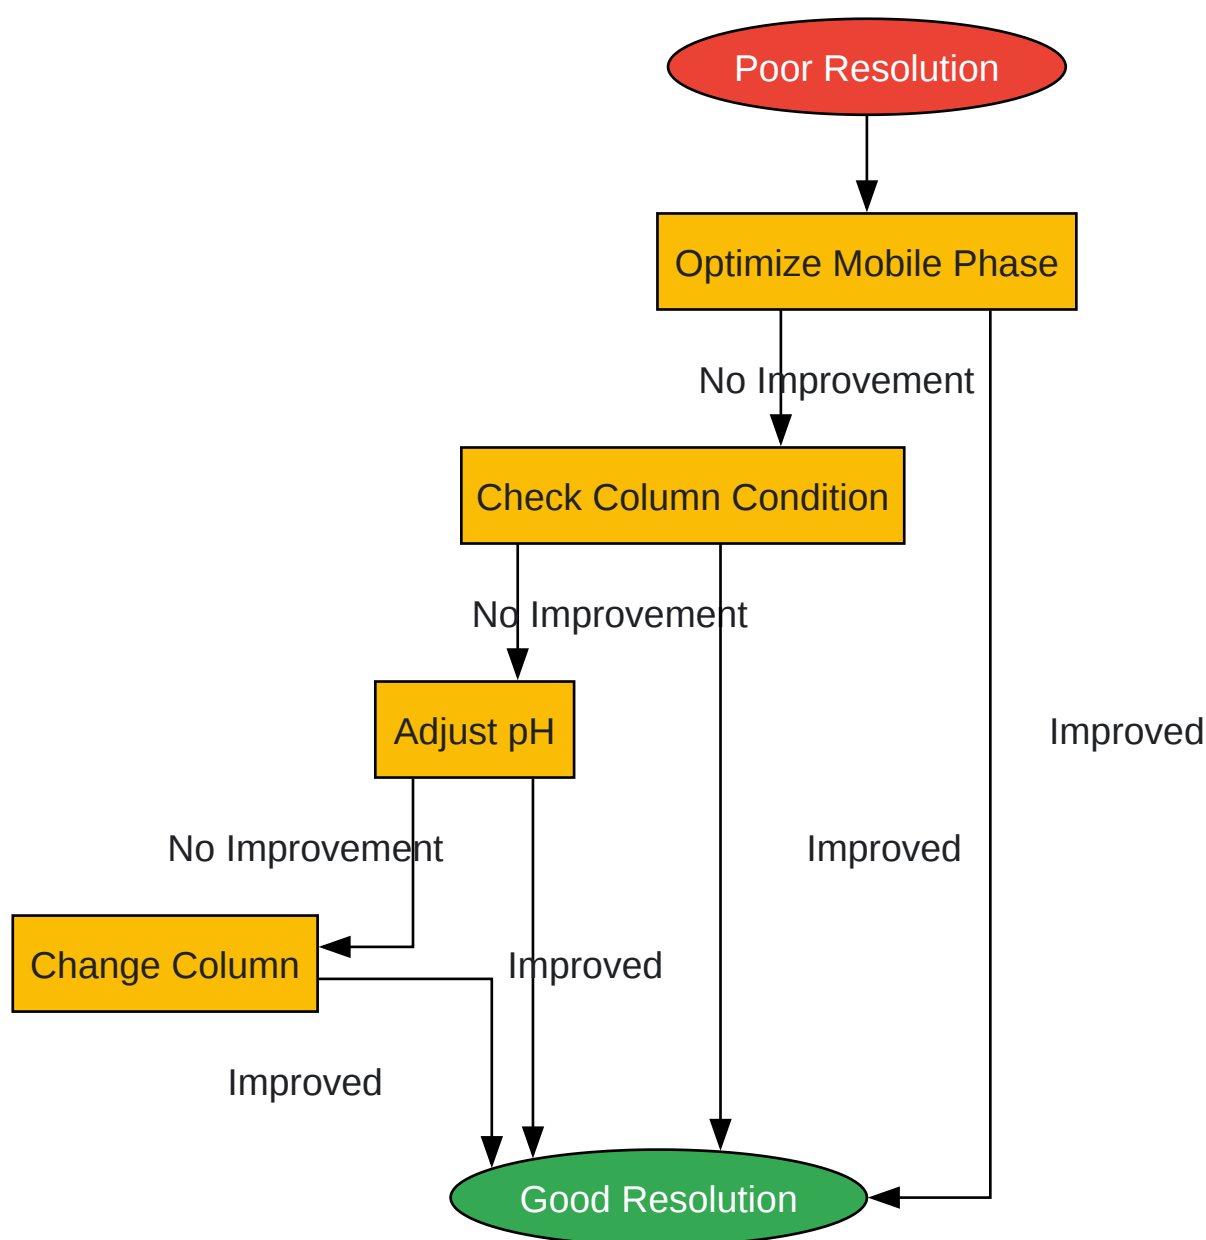 Poor Resolution
Optimize Mobile Phase
No Improvement
Check Column Condition
No Improvement
Adjust pH
Improved
No Improvement
Improved
Change Column
Improved
Improved
Good Resolution